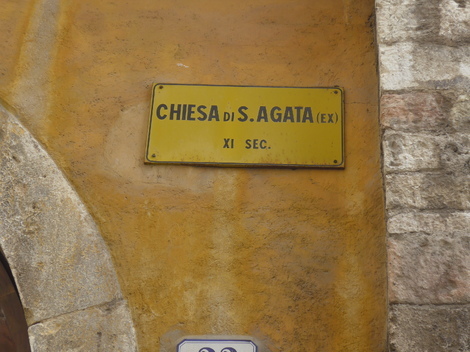 CHIESA DI S. AGATA (EX)
XI SEC.